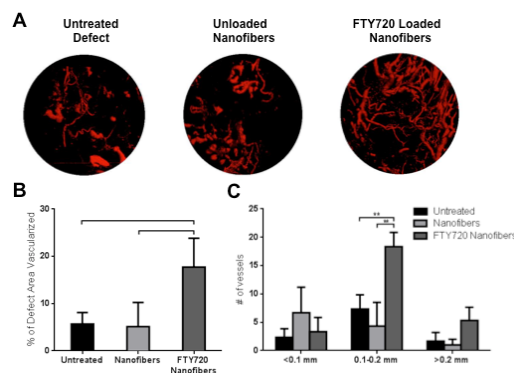 A
Untreated
Defect
Unloaded
Nanofibers
FTY720 Loaded
Nanofibers
B
% of Defect Area Vascularized
30
20
10
0
Untreated
Nanofibers
FTY720
Nanofibers
C
# of vessels
25
20
15
10
5
0
Untreated
Nanofibers
FTY720 Nanofibers
**
**
<0.1 mm
0.1-0.2 mm
>0.2 mm